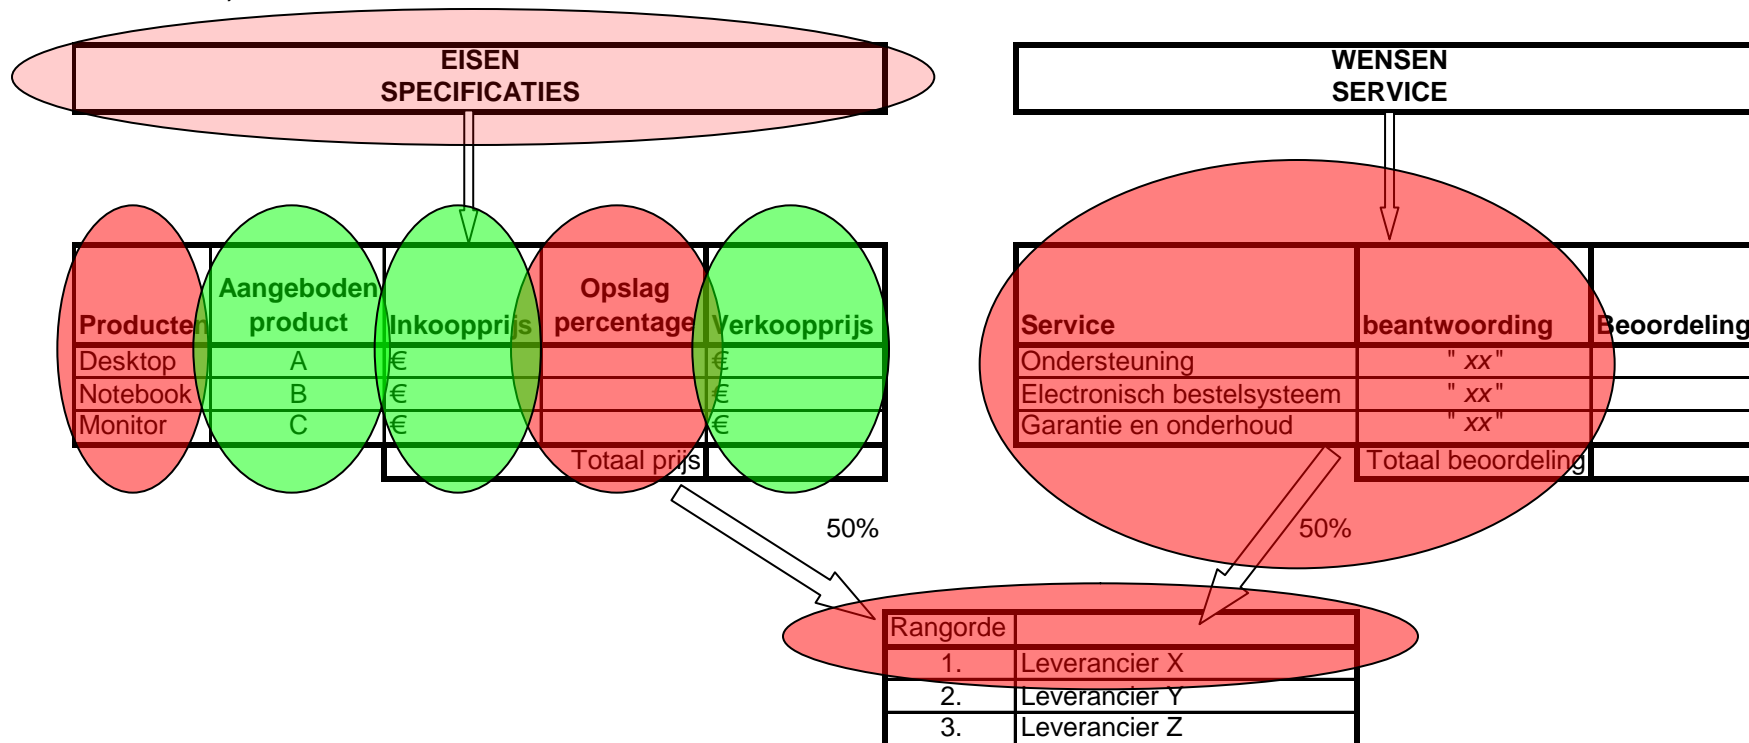 EISEN
SPECIFICATIES
WENSEN
SERVICE
Producten Aangeboden product Inkoopprijs Opslag percentage Verkoopprijs
Desktop A € €
Notebook B € €
Monitor C € €
Totaal prijs
Service beantwoording Beoordeling
Ondersteuning " xx"
Electronisch bestelsysteem " xx"
Garantie en onderhoud " xx"
Totaal beoordeling
50%
50%
Rangorde
1. Leverancier X
2. Leverancier Y
3. Leverancier Z